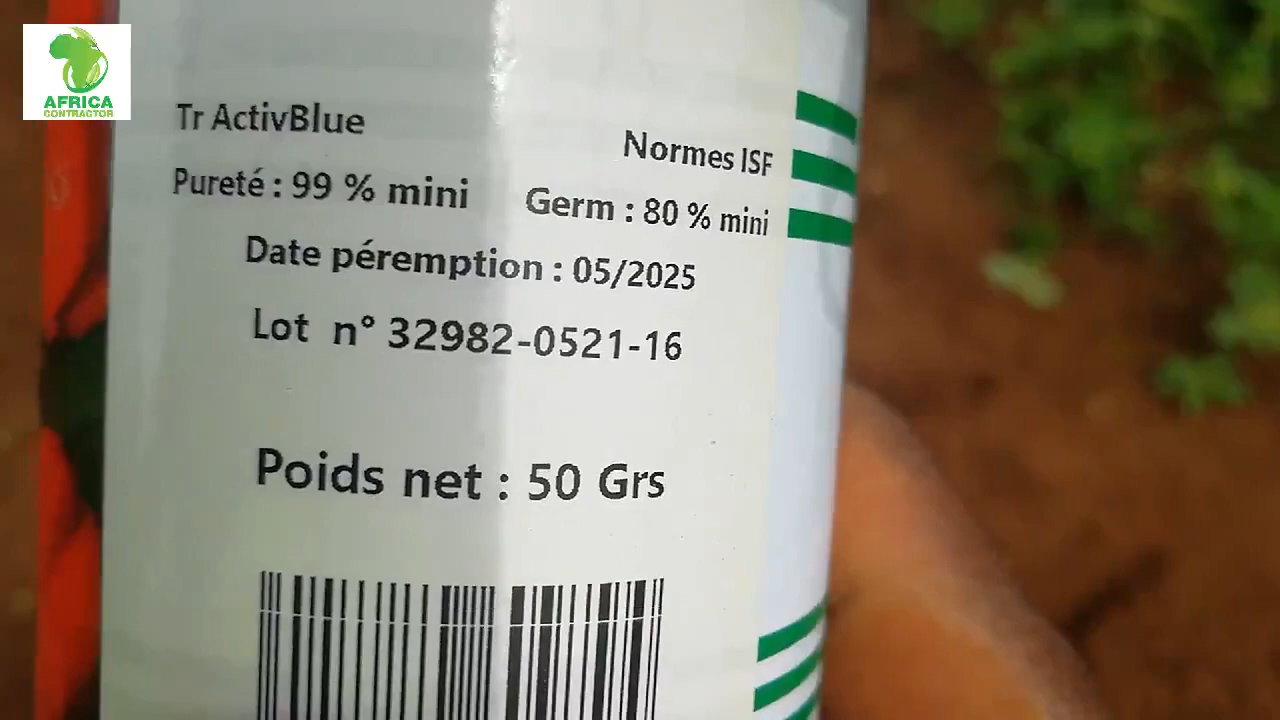 AFRICA
CONTRACTOR
Tr ActivBlue
Normes ISF
Pureté : 99 % mini
Germ : 80 % mini
Date péremption : 05/2025
Lot n° 32982-0521-16
Poids net : 50 Grs